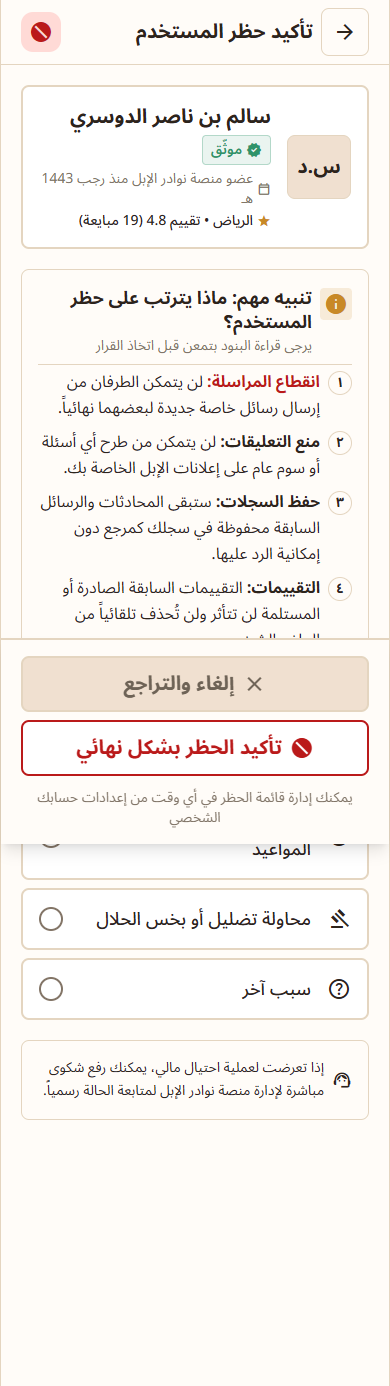 تأكيد حظر المستخدم
س.د
سالم بن ناصر الدوسري
موثّق
عضو منصة نوادر الإبل منذ رجب 1443
هـ
الرياض • تقييم 4.8 (19 مبايعة)
تنبيه مهم: ماذا يترتب على حظر
المستخدم؟
يرجى قراءة البنود بتمعن قبل اتخاذ القرار
١ انقطاع المراسلة: لن يتمكن الطرفان من
إرسال رسائل خاصة جديدة لبعضهما نهائياً.
٢ منع التعليقات: لن يتمكن من طرح أي أسئلة
أو سوم عام على إعلانات الإبل الخاصة بك.
٣ حفظ السجلات: ستبقى المحادثات والرسائل
السابقة محفوظة في سجلك كمرجع دون
إمكانية الرد عليها.
٤ التقييمات: التقييمات السابقة الصادرة أو
المستلمة لن تتأثر ولن تُحذف تلقائياً من
إلغاء والتراجع
تأكيد الحظر بشكل نهائي
يمكنك إدارة قائمة الحظر في أي وقت من إعدادات حسابك
الشخصي
المواعيد
محاولة تضليل أو بخس الحلال
سبب آخر
إذا تعرضت لعملية احتيال مالي، يمكنك رفع شكوى
مباشرة لإدارة منصة نوادر الإبل لمتابعة الحالة رسمياً.